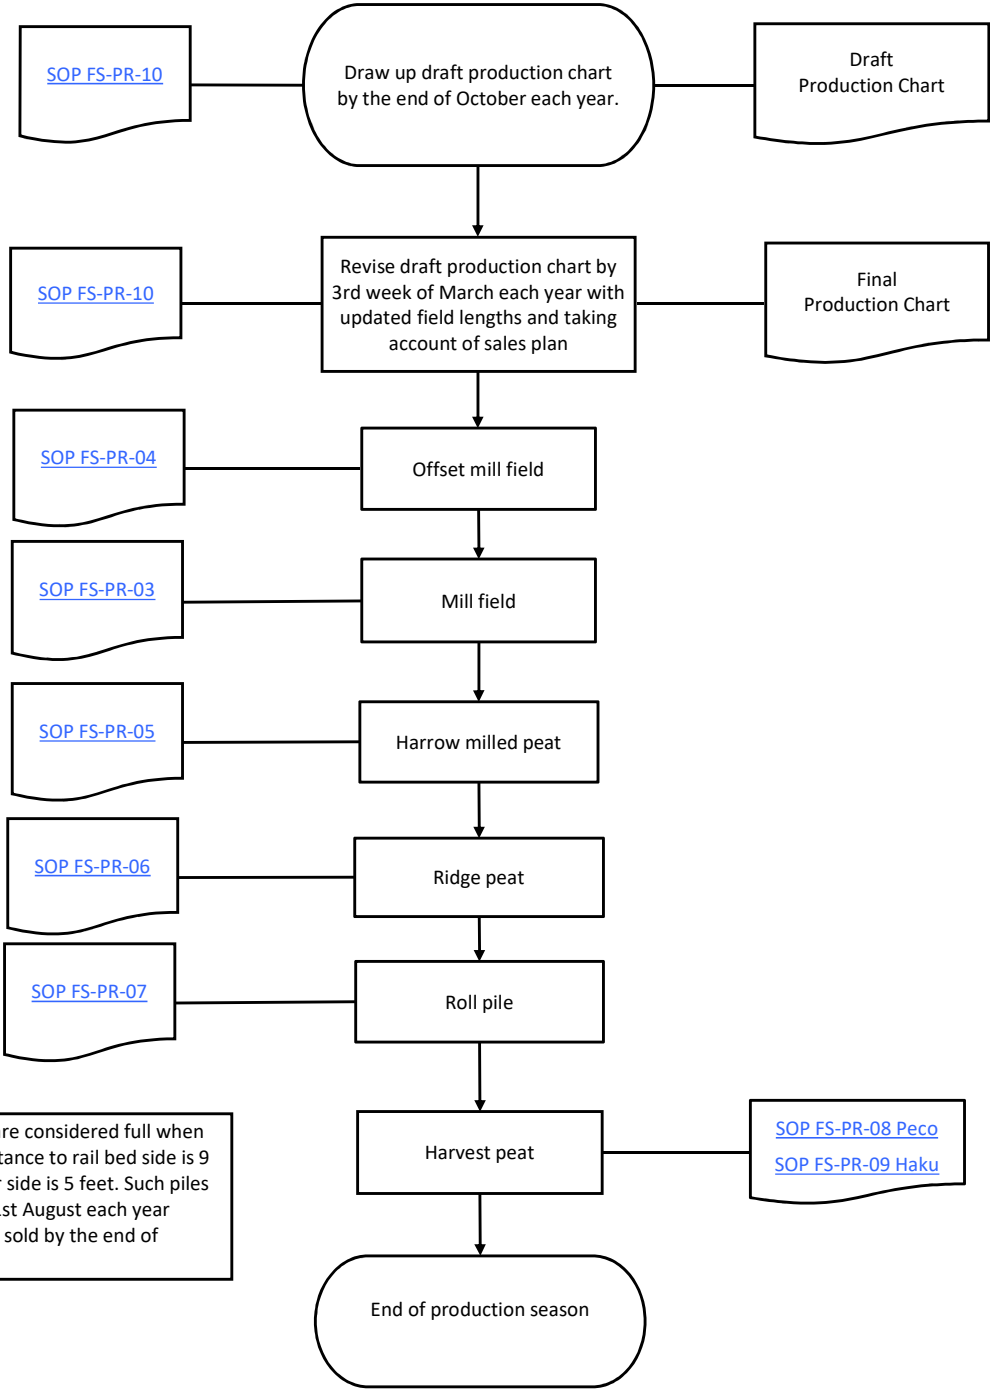 SOP FS-PR-10
Draw up draft production chart
by the end of October each year.
Draft
Production Chart
SOP FS-PR-10
Revise draft production chart by
3rd week of March each year with
updated field lengths and taking
account of sales plan
Final
Production Chart
SOP FS-PR-04
Offset mill field
SOP FS-PR-03
Mill field
SOP FS-PR-05
Harrow milled peat
SOP FS-PR-06
Ridge peat
SOP FS-PR-07
Roll pile
are considered full when
tance to rail bed side is 9
r side is 5 feet. Such piles
1st August each year
sold by the end of
Harvest peat
SOP FS-PR-08 Peco
SOP FS-PR-09 Haku
End of production season